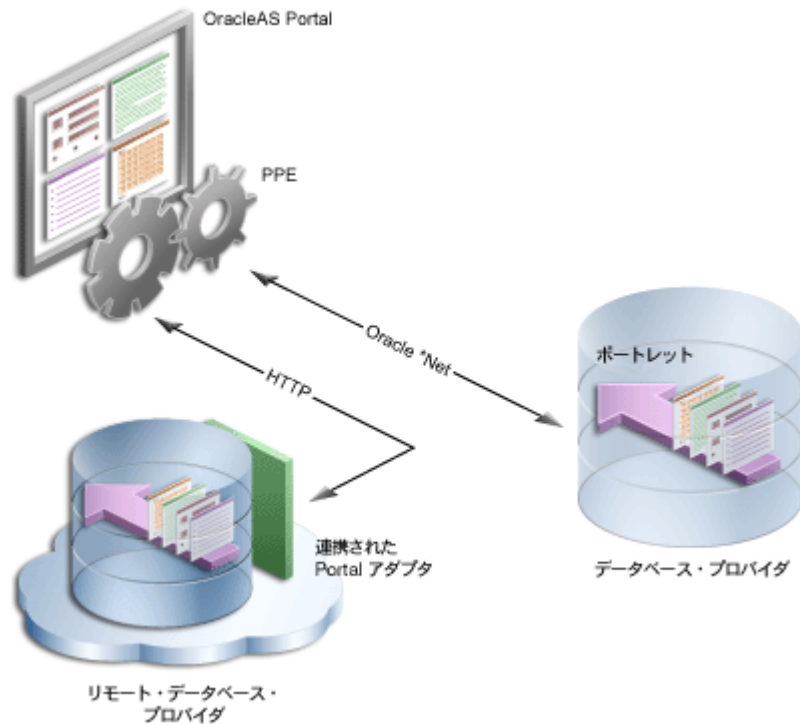 OracleAS Portal
PPE
Oracle *Net
HTTP
ポートレット
連携された
Portal アダプタ
データベース・プロバイダ
リモート・データベース・
プロバイダ